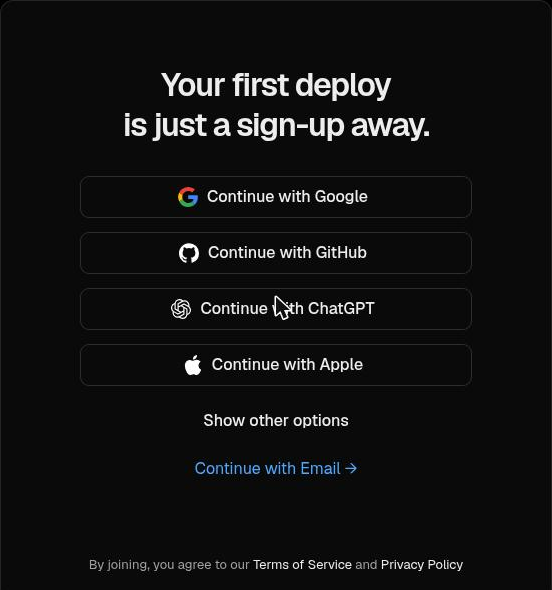 Your first deploy
is just a sign-up away.
Continue with Google
Continue with GitHub
Continue with ChatGPT
Continue with Apple
Show other options
Continue with Email →
By joining, you agree to our Terms of Service and Privacy Policy